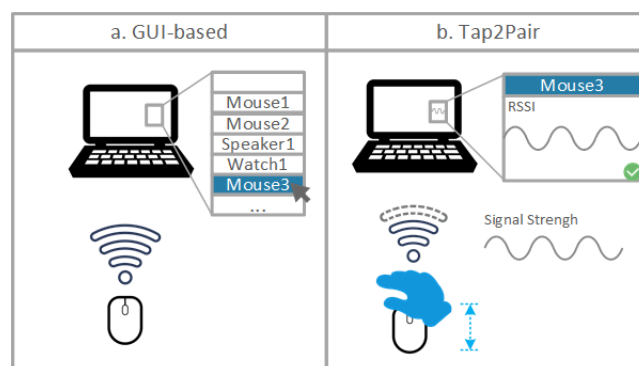 a. GUI-based
b. Tap2Pair
Mouse1
Mouse2
Speaker1
Watch1
Mouse3
...
Mouse3
RSSI
Signal Strengh